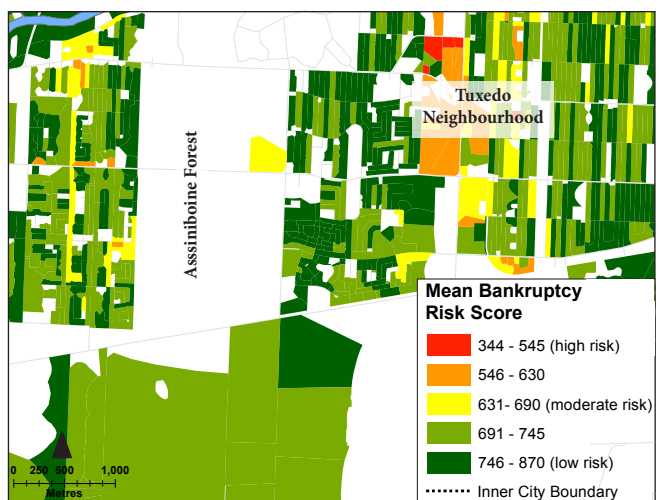 Tuxedo
Neighbourhood
Asssiniboine Forest
Mean Bankruptcy
Risk Score
344 - 545 (high risk)
546 - 630
631- 690 (moderate risk)
691 - 745
746 - 870 (low risk)
Inner City Boundary
0 250 500 1,000
Metres